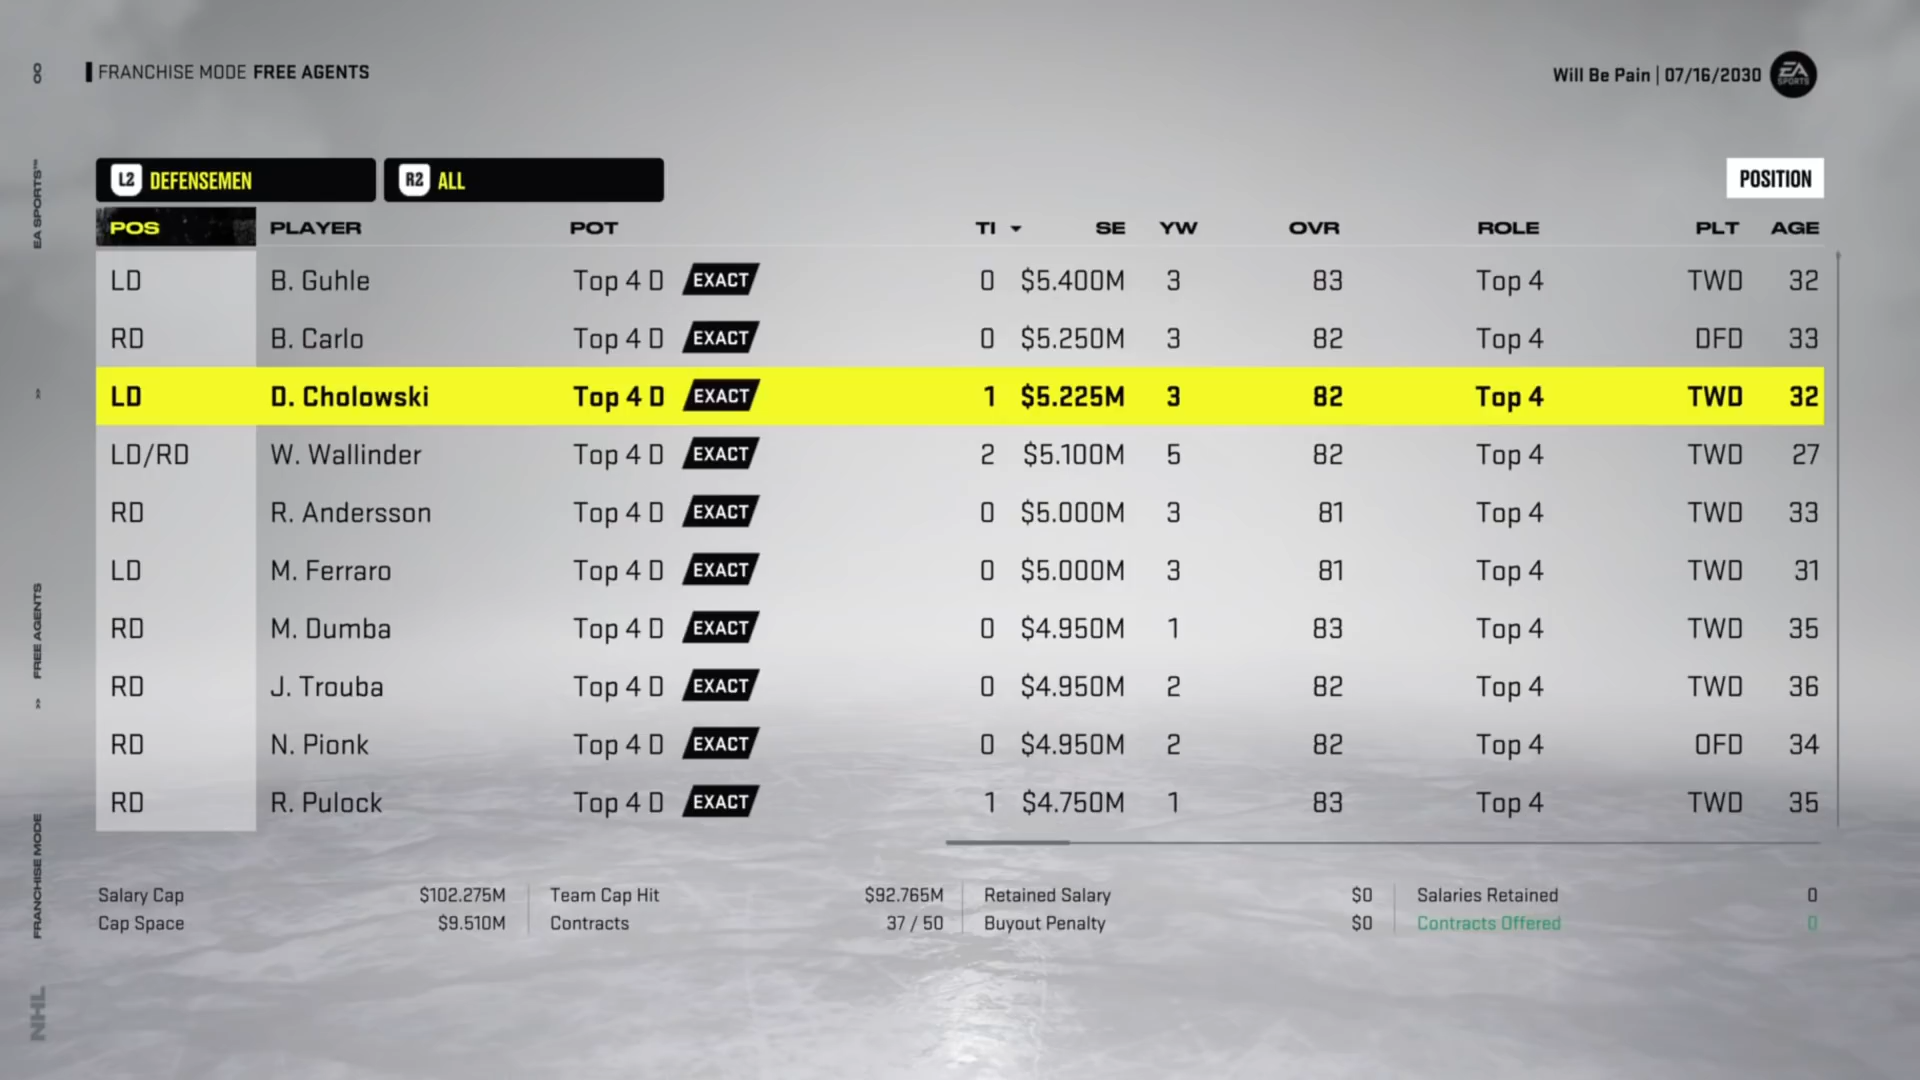 FRANCHISE MODE FREE AGENTS
Will Be Pain | 07/16/2030
EA SPORTS
L2 DEFENSEMEN
R2 ALL
POSITION
POS PLAYER POT TI SE YW OVR ROLE PLT AGE
LD B. Guhle Top 4 D EXACT 0 $5.400M 3 83 Top 4 TWD 32
RD B. Carlo Top 4 D EXACT 0 $5.250M 3 82 Top 4 DFD 33
LD D. Cholowski Top 4 D EXACT 1 $5.225M 3 82 Top 4 TWD 32
LD/RD W. Wallinder Top 4 D EXACT 2 $5.100M 5 82 Top 4 TWD 27
RD R. Andersson Top 4 D EXACT 0 $5.000M 3 81 Top 4 TWD 33
LD M. Ferraro Top 4 D EXACT 0 $5.000M 3 81 Top 4 TWD 31
RD M. Dumba Top 4 D EXACT 0 $4.950M 1 83 Top 4 TWD 35
RD J. Trouba Top 4 D EXACT 0 $4.950M 2 82 Top 4 TWD 36
RD N. Pionk Top 4 D EXACT 0 $4.950M 2 82 Top 4 OFD 34
RD R. Pulock Top 4 D EXACT 1 $4.750M 1 83 Top 4 TWD 35
Salary Cap $102.275M Team Cap Hit $92.765M Retained Salary $0 Salaries Retained 0
Cap Space $9.510M Contracts 37 / 50 Buyout Penalty $0 Contracts Offered 0
NHL FRANCHISE MODE >> FREE AGENTS >> EA SPORTS™